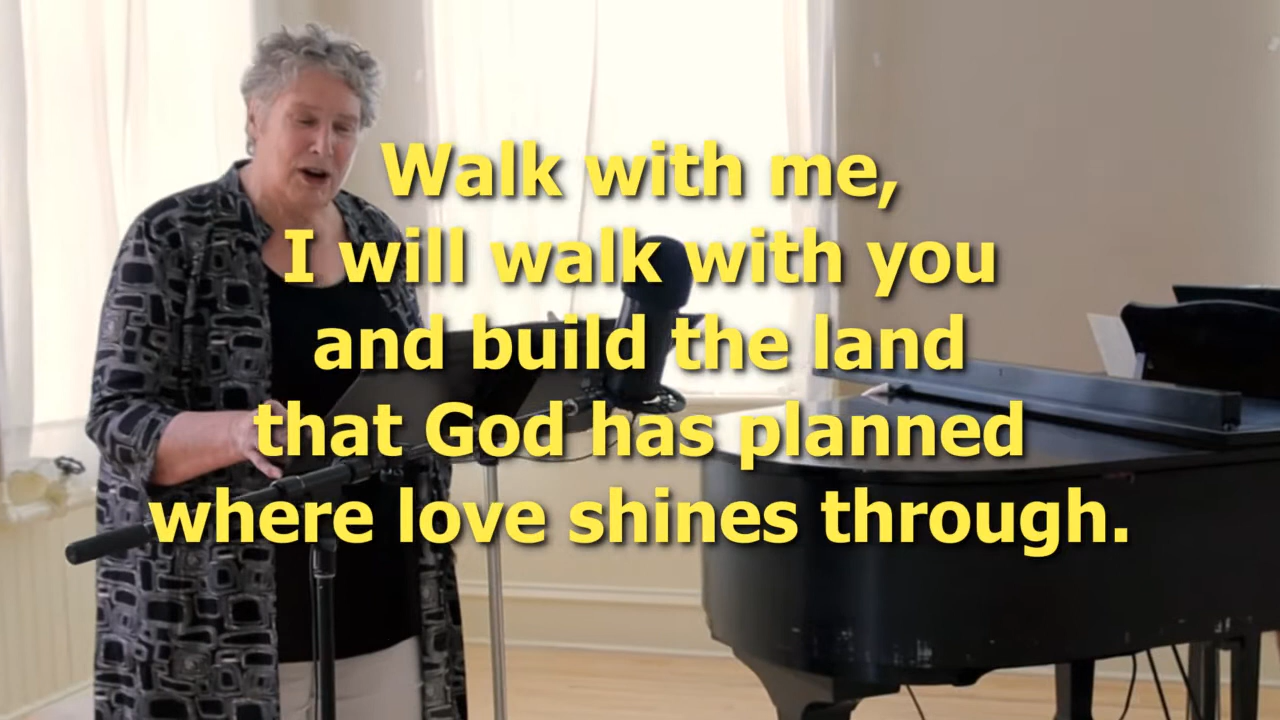 Walk with me,
I will walk with you
and build the land
that God has planned
where love shines through.